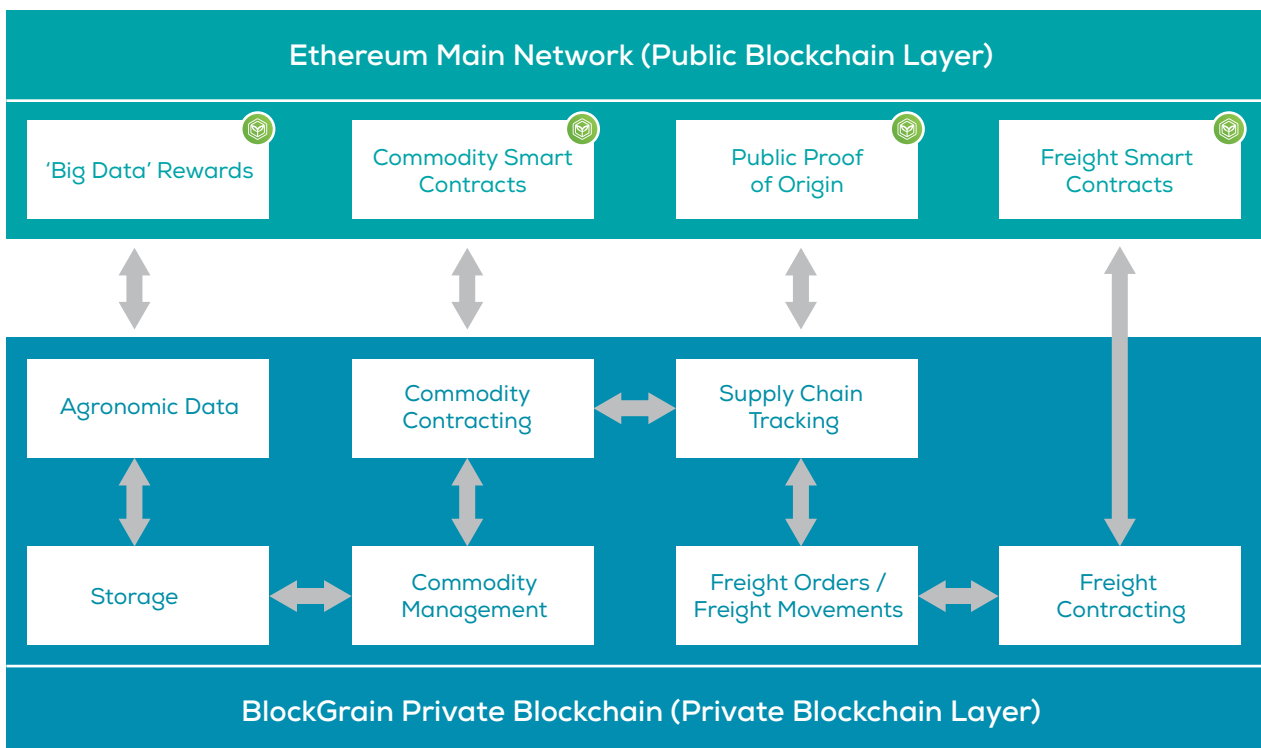 Ethereum Main Network (Public Blockchain Layer)
‘Big Data’ Rewards
Commodity Smart
Contracts
Public Proof
of Origin
Freight Smart
Contracts
Agronomic Data
Commodity
Contracting
Supply Chain
Tracking
Storage
Commodity
Management
Freight Orders /
Freight Movements
Freight
Contracting
BlockGrain Private Blockchain (Private Blockchain Layer)